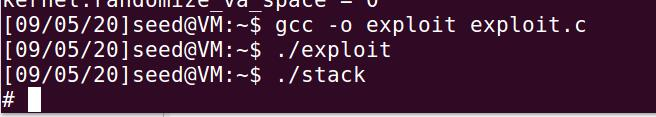 kernel.randomize_va_space = 0
[09/05/20]seed@VM:~$ gcc -o exploit exploit.c
[09/05/20]seed@VM:~$ ./exploit
[09/05/20]seed@VM:~$ ./stack
#